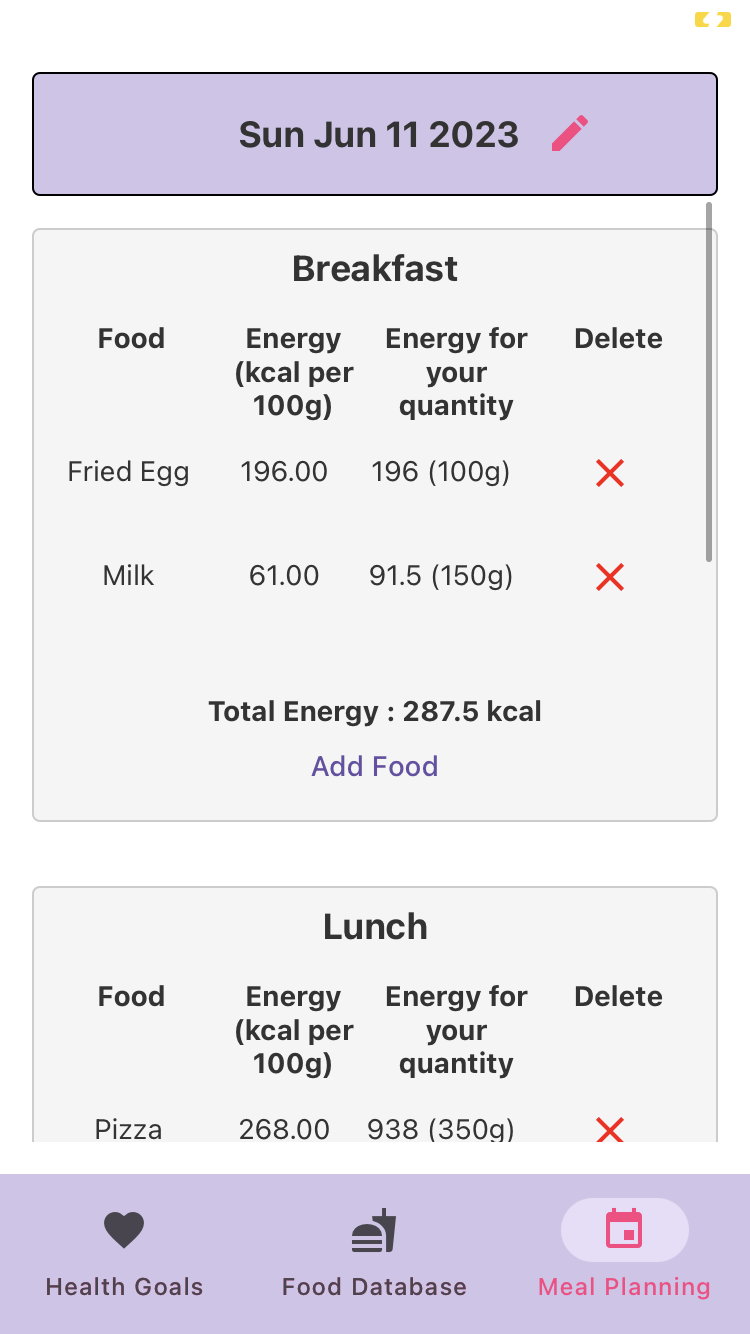 Sun Jun 11 2023
Breakfast
Food
Energy
(kcal per
100g)
Energy for
your
quantity
Delete
Fried Egg 196.00 196 (100g)
Milk 61.00 91.5 (150g)
Total Energy : 287.5 kcal
Add Food
Lunch
Food
Energy
(kcal per
100g)
Energy for
your
quantity
Delete
Pizza 268.00 938 (350g)
Health Goals Food Database Meal Planning